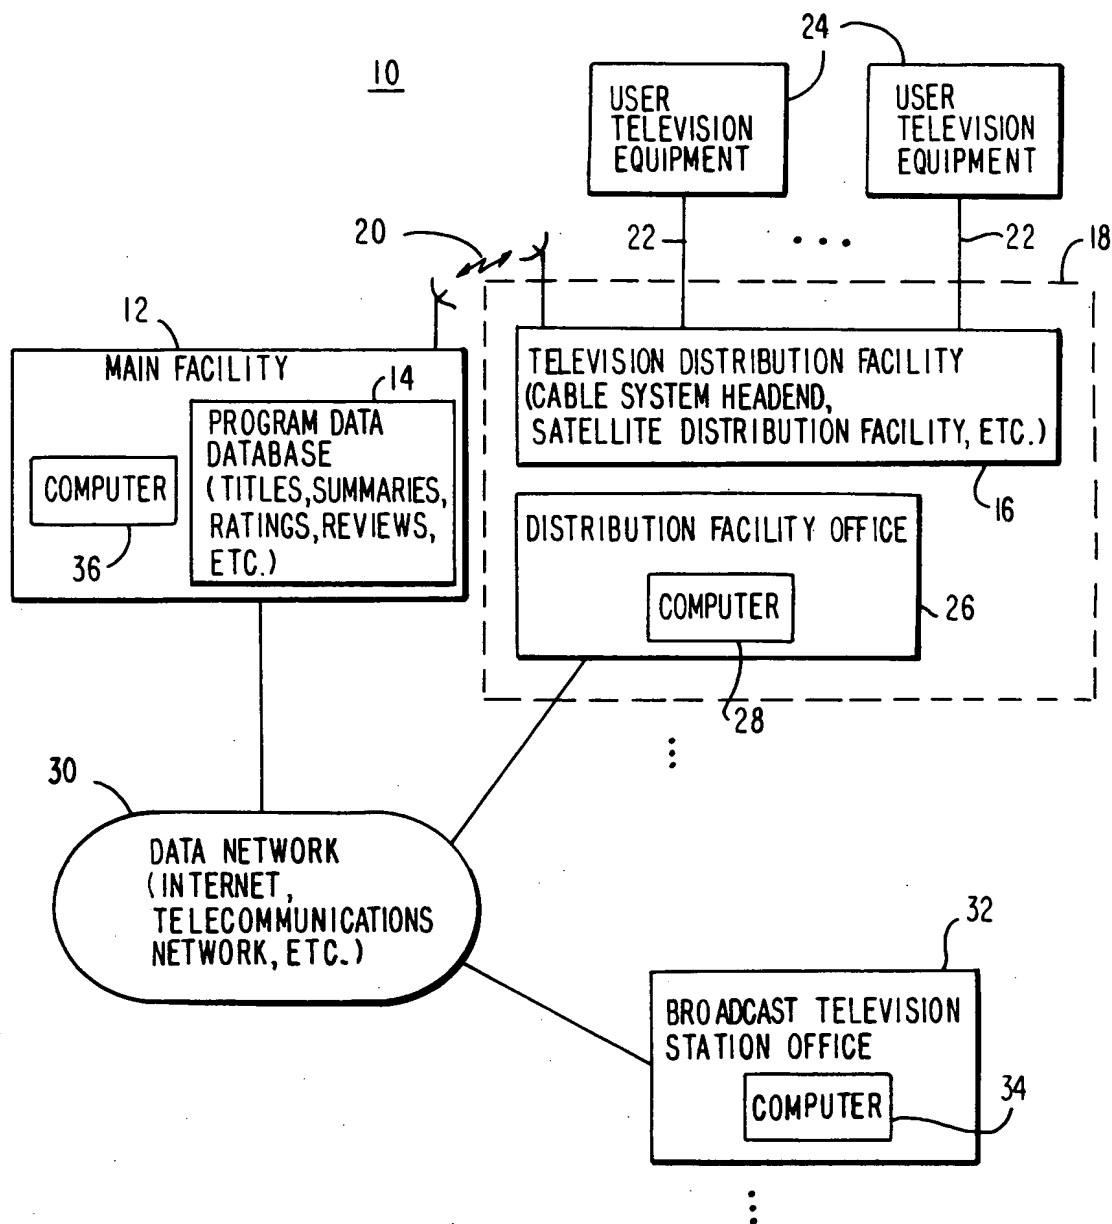 10
24
USER
TELEVISION
EQUIPMENT
USER
TELEVISION
EQUIPMENT
20
22
22
18
12
MAIN FACILITY
14
PROGRAM DATA
DATABASE
(TITLES,SUMMARIES,
RATINGS,REVIEWS,
ETC.)
COMPUTER
36
TELEVISION DISTRIBUTION FACILITY
(CABLE SYSTEM HEADEND,
SATELLITE DISTRIBUTION FACILITY, ETC.)
16
DISTRIBUTION FACILITY OFFICE
COMPUTER
26
28
30
DATA NETWORK
(INTERNET,
TELECOMMUNICATIONS
NETWORK, ETC.)
32
BROADCAST TELEVISION
STATION OFFICE
COMPUTER
34